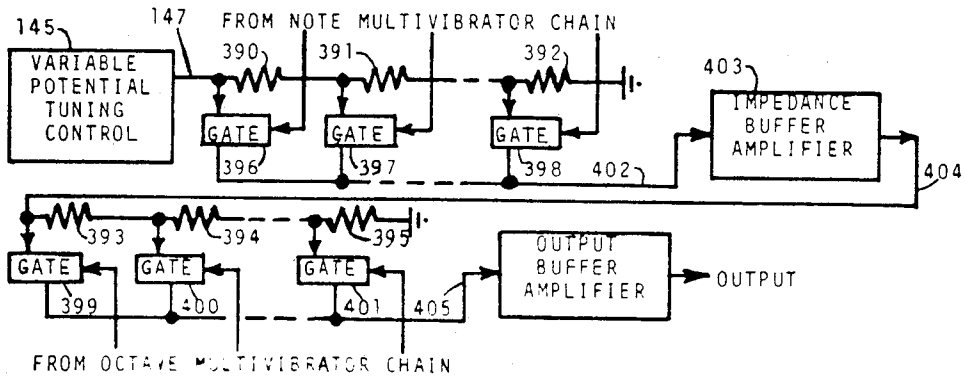 145
147
FROM NOTE MULTIVIBRATOR CHAIN
390
391
392
403
VARIABLE
POTENTIAL
TUNING
CONTROL
GATE
GATE
GATE
396
397
398
402
IMPEDANCE
BUFFER
AMPLIFIER
404
393
394
395
GATE
GATE
GATE
399
400
401
405
OUTPUT
BUFFER
AMPLIFIER
OUTPUT
FROM OCTAVE MULTIVIBRATOR CHAIN